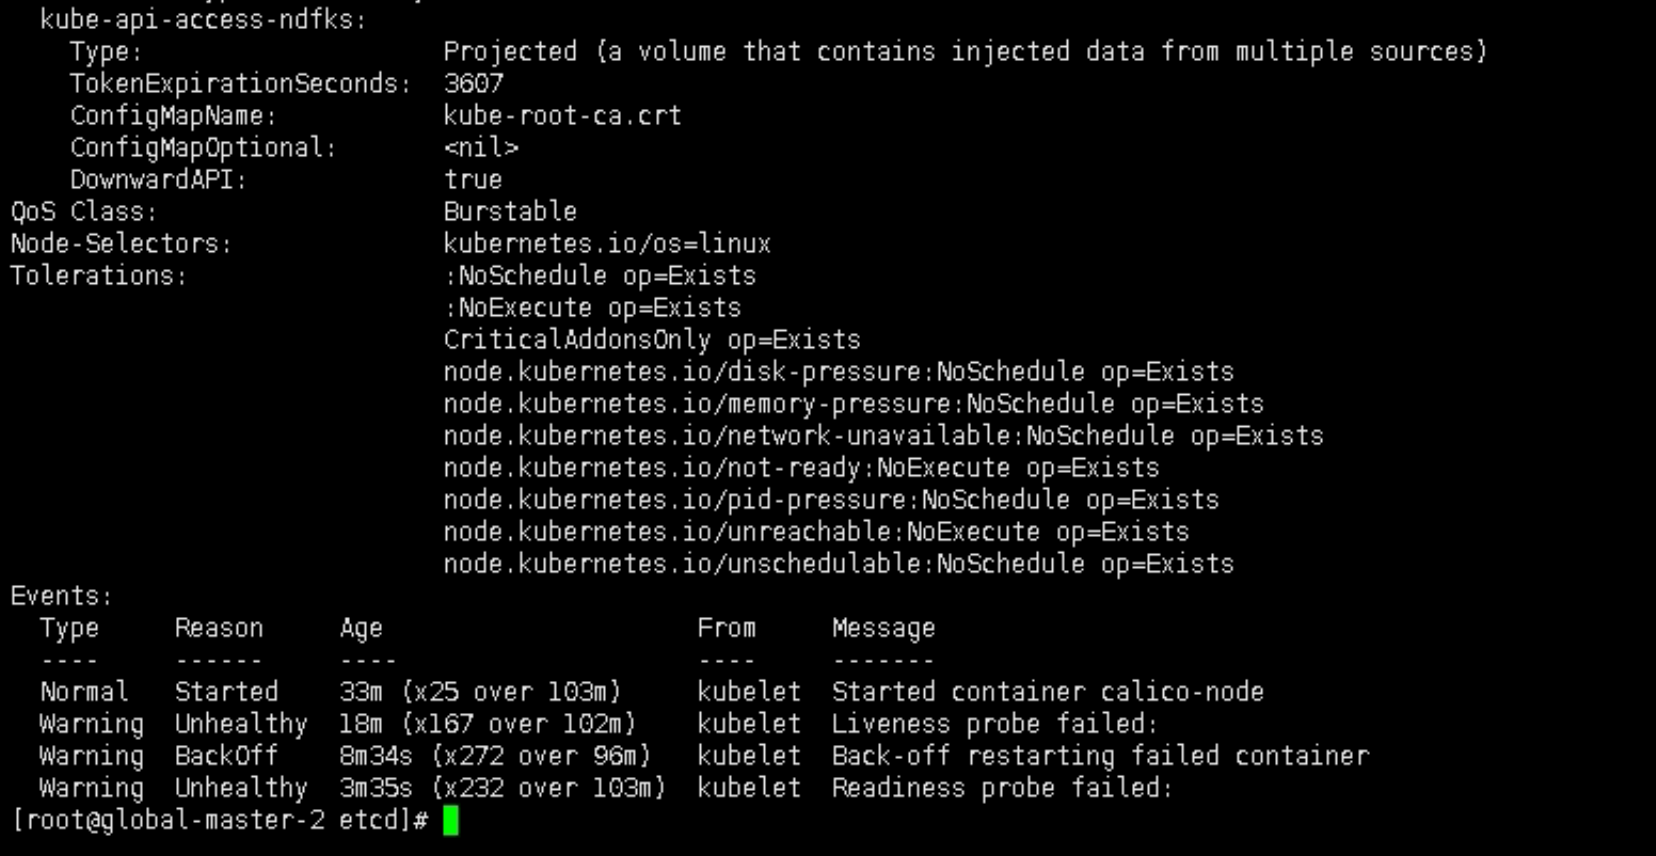 kube-api-access-ndfks:
Type: Projected (a volume that contains injected data from multiple sources)
TokenExpirationSeconds: 3607
ConfigMapName: kube-root-ca.crt
ConfigMapOptional: <nil>
DownwardAPI: true
QoS Class: Burstable
Node-Selectors: kubernetes.io/os=linux
Tolerations: :NoSchedule op=Exists
:NoExecute op=Exists
CriticalAddonsOnly op=Exists
node.kubernetes.io/disk-pressure:NoSchedule op=Exists
node.kubernetes.io/memory-pressure:NoSchedule op=Exists
node.kubernetes.io/network-unavailable:NoSchedule op=Exists
node.kubernetes.io/not-ready:NoExecute op=Exists
node.kubernetes.io/pid-pressure:NoSchedule op=Exists
node.kubernetes.io/unreachable:NoExecute op=Exists
node.kubernetes.io/unschedulable:NoSchedule op=Exists
Events:
Type Reason Age From Message
---- ------ ---- ---- -------
Normal Started 33m (x25 over 103m) kubelet Started container calico-node
Warning Unhealthy 18m (x167 over 102m) kubelet Liveness probe failed:
Warning BackOff 8m34s (x272 over 96m) kubelet Back-off restarting failed container
Warning Unhealthy 3m35s (x232 over 103m) kubelet Readiness probe failed:
[root@global-master-2 etcd]#